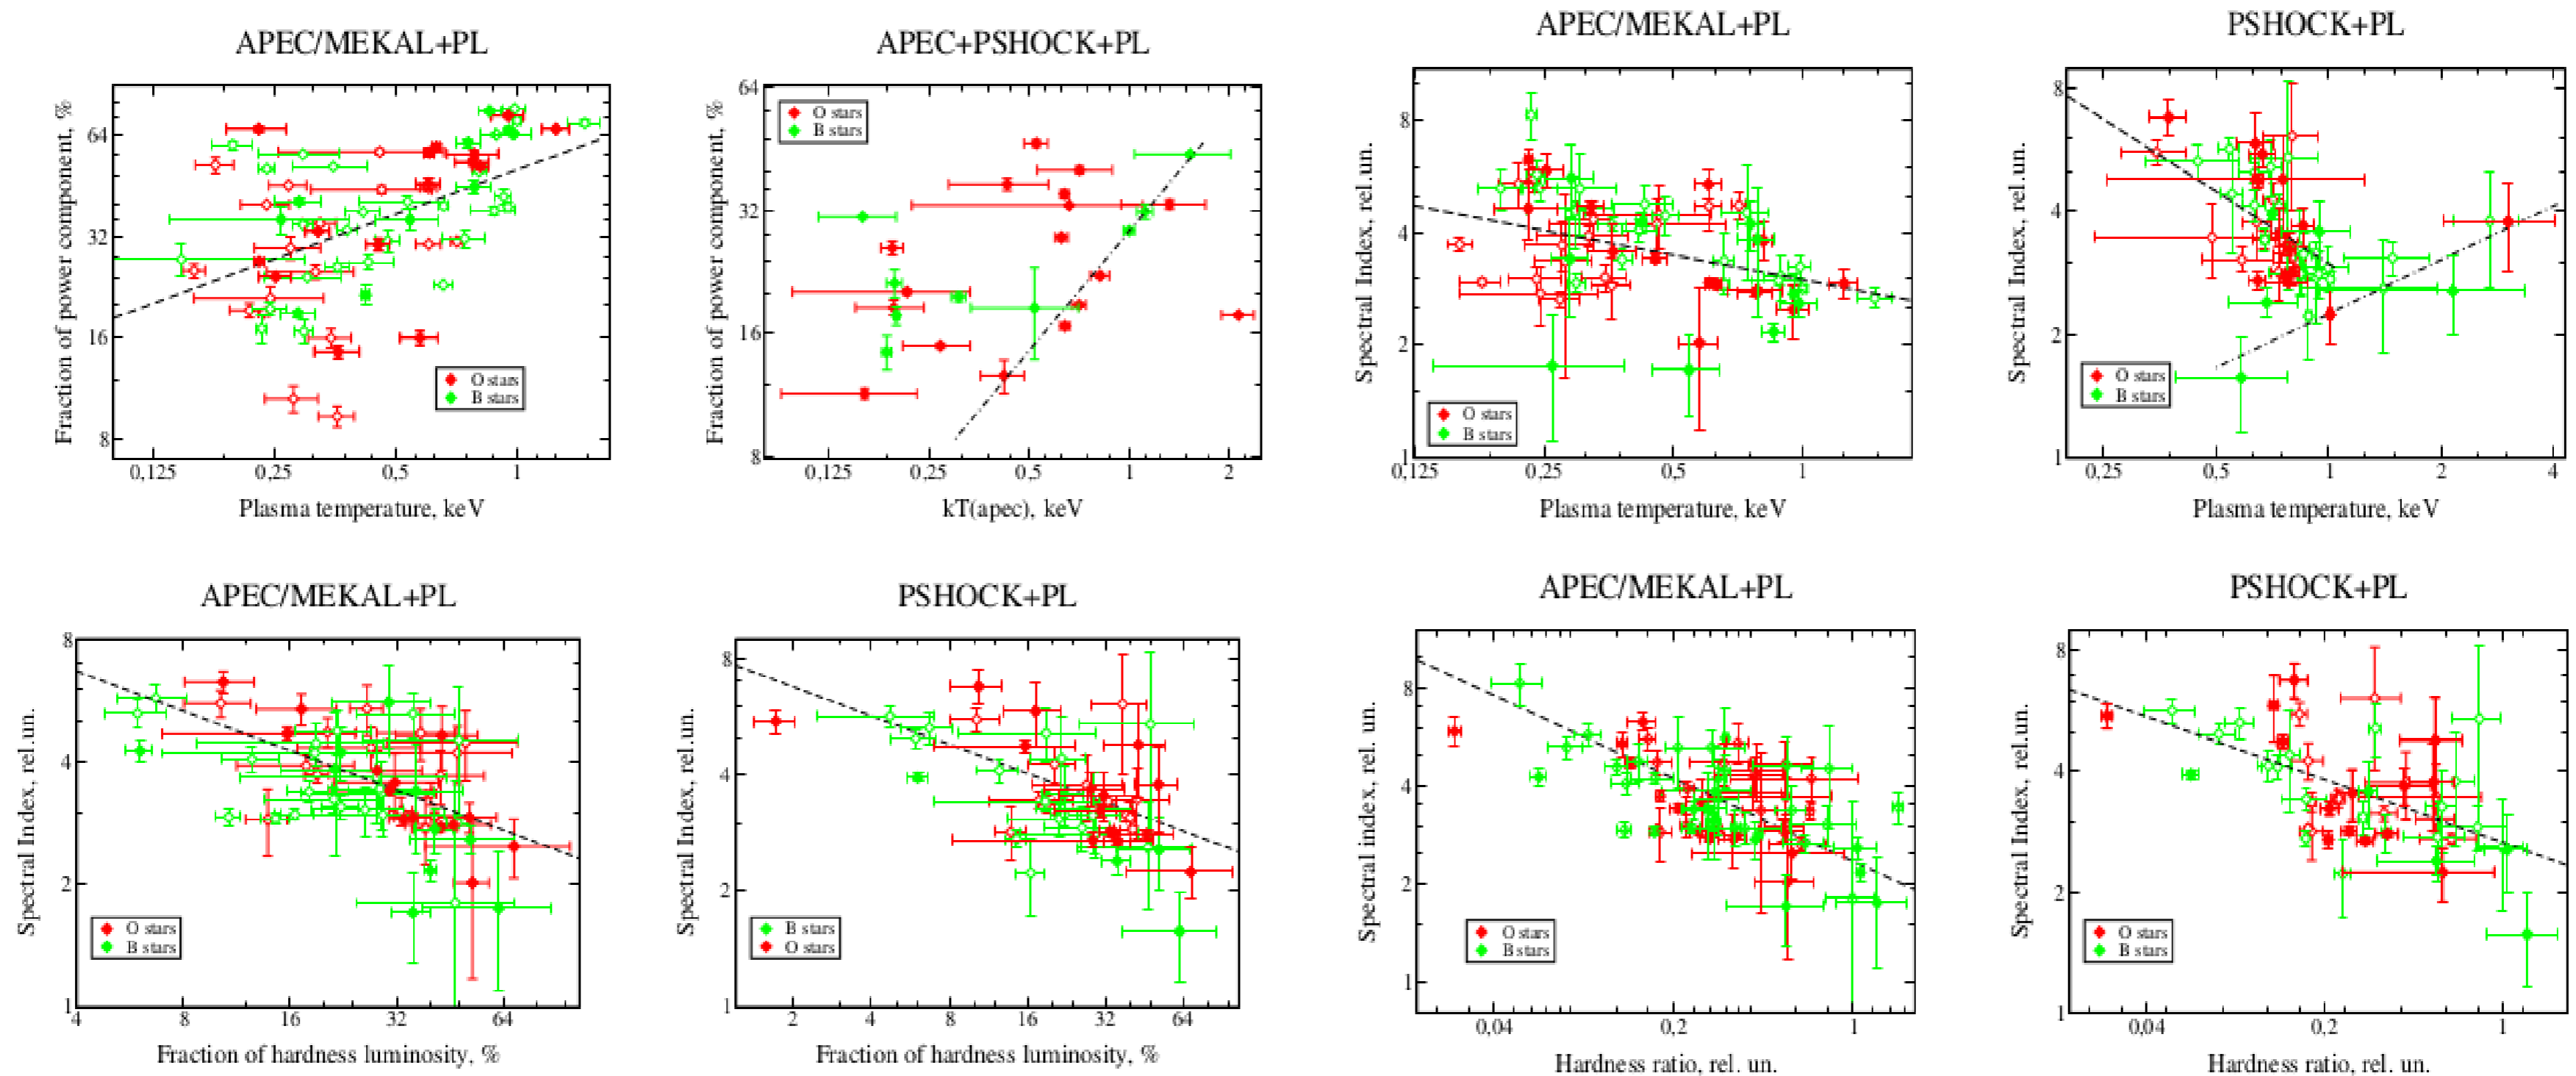 APEC/MEKAL+PL
Fraction of power component, %
64
32
16
8
O stars
B stars
0,125 0,25 0,5 1
Plasma temperature, keV
APEC+PSHOCK+PL
Fraction of power component, %
64
32
16
8
O stars
B stars
0,125 0,25 0,5 1 2
kT(apec), keV
APEC/MEKAL+PL
Spectral Index, rel.un.
8
4
2
1
O stars
B stars
0,125 0,25 0,5 1
Plasma temperature, keV
PSHOCK+PL
Spectral Index, rel.un.
8
4
2
1
O stars
B stars
0,25 0,5 1 2 4
Plasma temperature, keV
APEC/MEKAL+PL
Spectral Index, rel.un.
8
4
2
1
O stars
B stars
4 8 16 32 64
Fraction of hardness luminosity, %
PSHOCK+PL
Spectral Index, rel.un.
8
4
2
1
B stars
O stars
2 4 8 16 32 64
Fraction of hardness luminosity, %
APEC/MEKAL+PL
Spectral index, rel. un.
8
4
2
1
O stars
B stars
0,04 0,2 1
Hardness ratio, rel. un.
PSHOCK+PL
Spectral Index, rel.un.
8
4
2
1
O stars
B stars
0,04 0,2 1
Hardness ratio, rel. un.